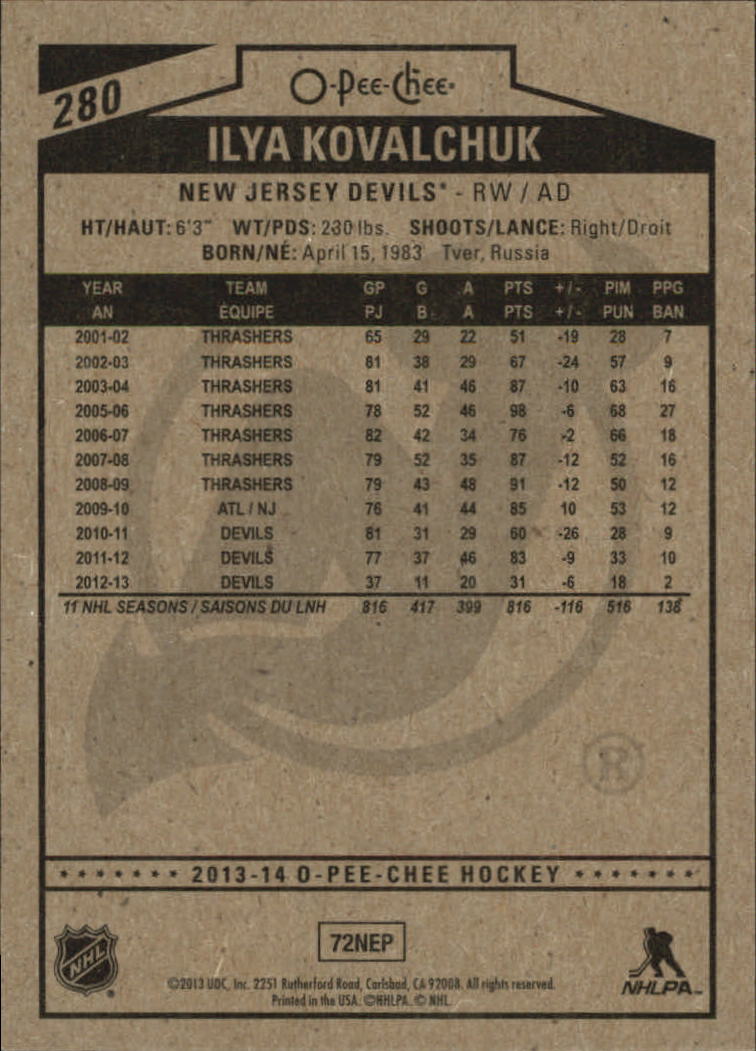 280
O-Pee-Chee
ILYA KOVALCHUK
NEW JERSEY DEVILS® - RW / AD
HT/HAUT: 6'3" WT/PDS: 230 lbs. SHOOTS/LANCE: Right/Droit
BORN/NÉ: April 15, 1983 Tver, Russia
YEAR TEAM GP G A PTS +/- PIM PPG
AN ÉQUIPE PJ B A PTS +/- PUN BAN
2001-02 THRASHERS 65 29 22 51 -19 28 7
2002-03 THRASHERS 81 38 29 67 -24 57 9
2003-04 THRASHERS 81 41 46 87 -10 63 16
2005-06 THRASHERS 78 52 46 98 -6 68 27
2006-07 THRASHERS 82 42 34 76 -2 66 18
2007-08 THRASHERS 79 52 35 87 -12 52 16
2008-09 THRASHERS 79 43 48 91 -12 50 12
2009-10 ATL / NJ 76 41 44 85 10 53 12
2010-11 DEVILS 81 31 29 60 -26 28 9
2011-12 DEVILS 77 37 46 83 -9 33 10
2012-13 DEVILS 37 11 20 31 -6 18 2
11 NHL SEASONS / SAISONS DU LNH 816 417 399 816 -116 516 138
®
2013-14 O-PEE-CHEE HOCKEY
72NEP
NHL ®
©2013 UDC, Inc. 2251 Rutherford Road, Carlsbad, CA 92008. All rights reserved.
Printed in the USA. ©NHLPA. © NHL.
NHLPA™